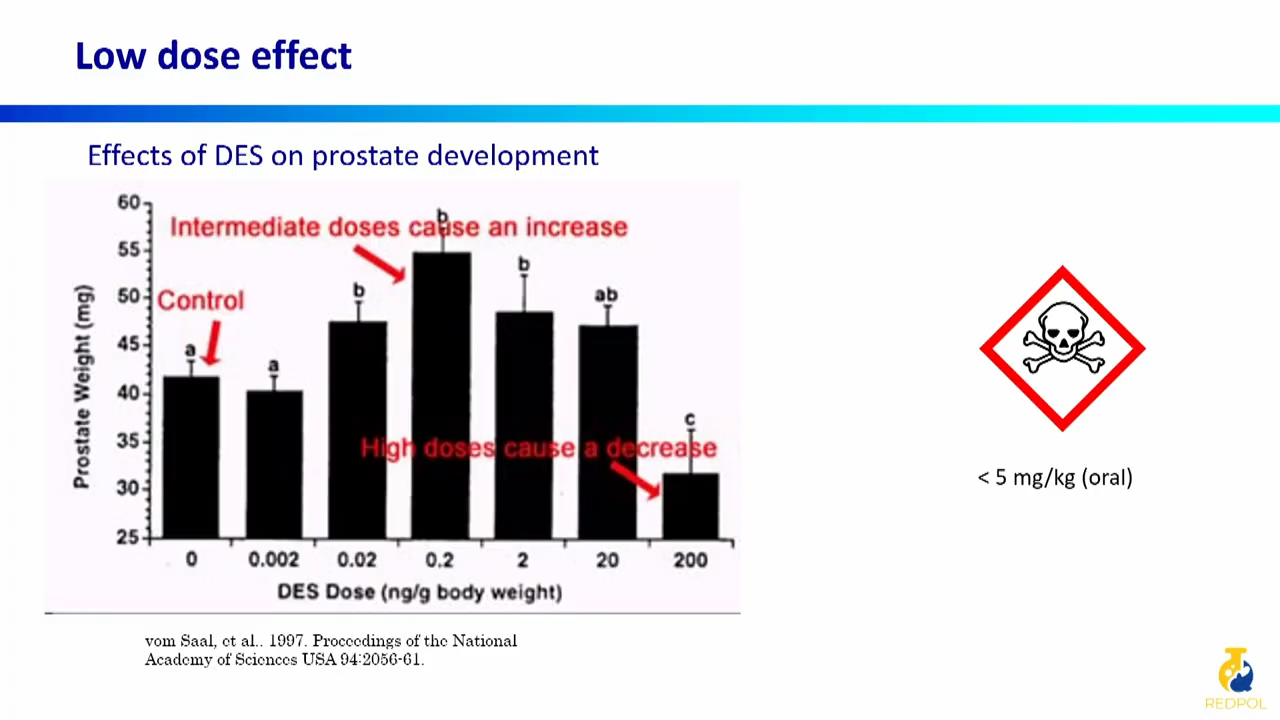 Low dose effect
Effects of DES on prostate development
60
55
50
45
40
35
30
25
Prostate Weight (mg)
Intermediate doses cause an increase
Control
High doses cause a decrease
a
a
b
b
b
ab
c
0 0.002 0.02 0.2 2 20 200
DES Dose (ng/g body weight)
vom Saal, et al.. 1997. Proceedings of the National
Academy of Sciences USA 94:2056-61.
< 5 mg/kg (oral)
REDPOL